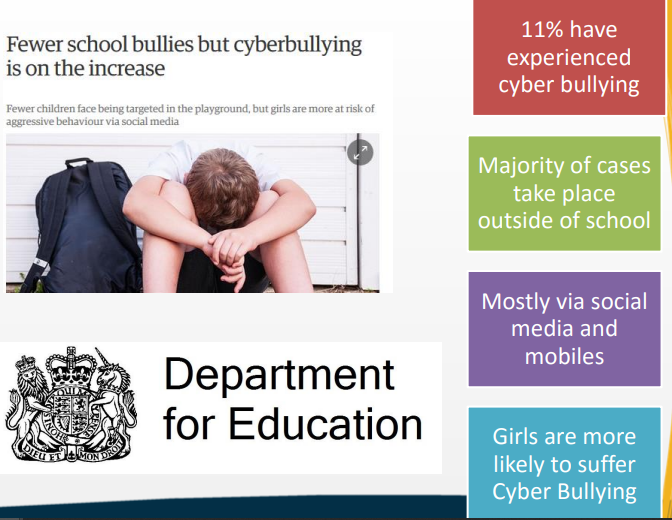 Fewer school bullies but cyberbullying
is on the increase
Fewer children face being targeted in the playground, but girls are more at risk of
aggressive behaviour via social media
Department
for Education
DIEU ET MON DROIT
11% have
experienced
cyber bullying
Majority of cases
take place
outside of school
Mostly via social
media and
mobiles
Girls are more
likely to suffer
Cyber Bullying